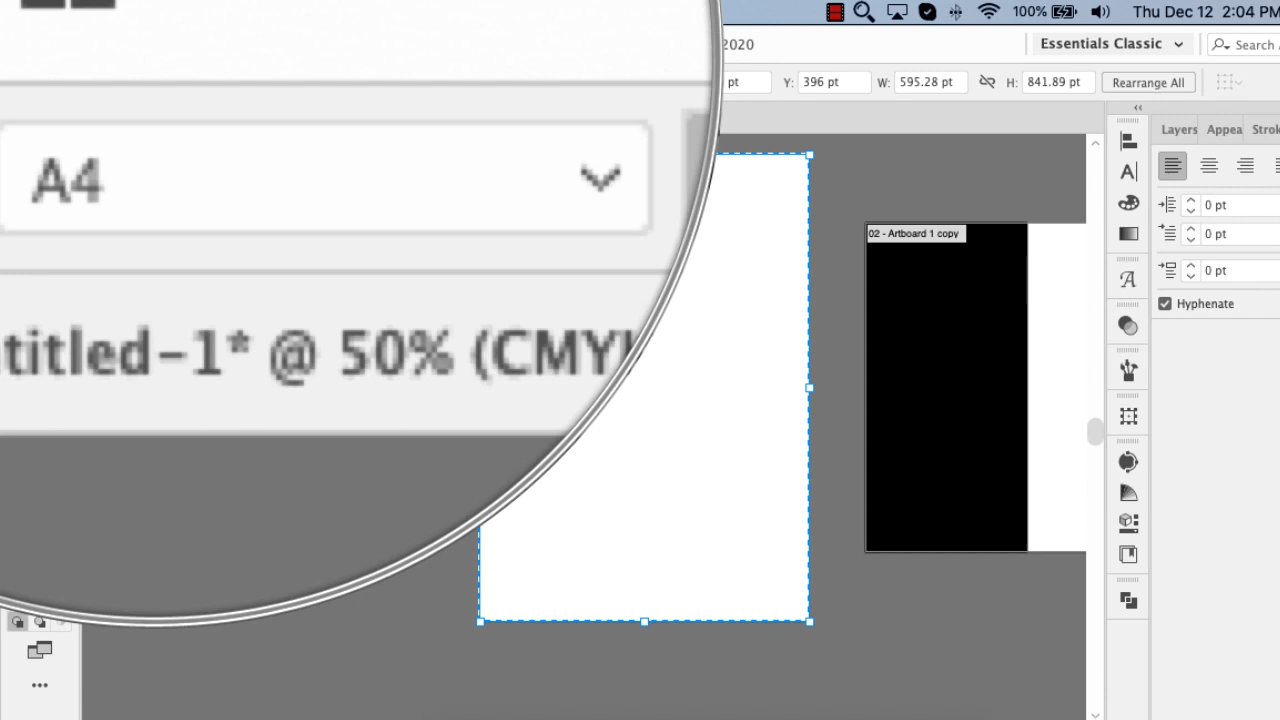 100%
Thu Dec 12 2:04 PM
2020
Essentials Classic
Search
pt
Y: 396 pt
W: 595.28 pt
H: 841.89 pt
Rearrange All
A4
Layers
Appea
Strok
0 pt
02 - Artboard 1 copy
0 pt
0 pt
Hyphenate
titled-1* @ 50% (CMY